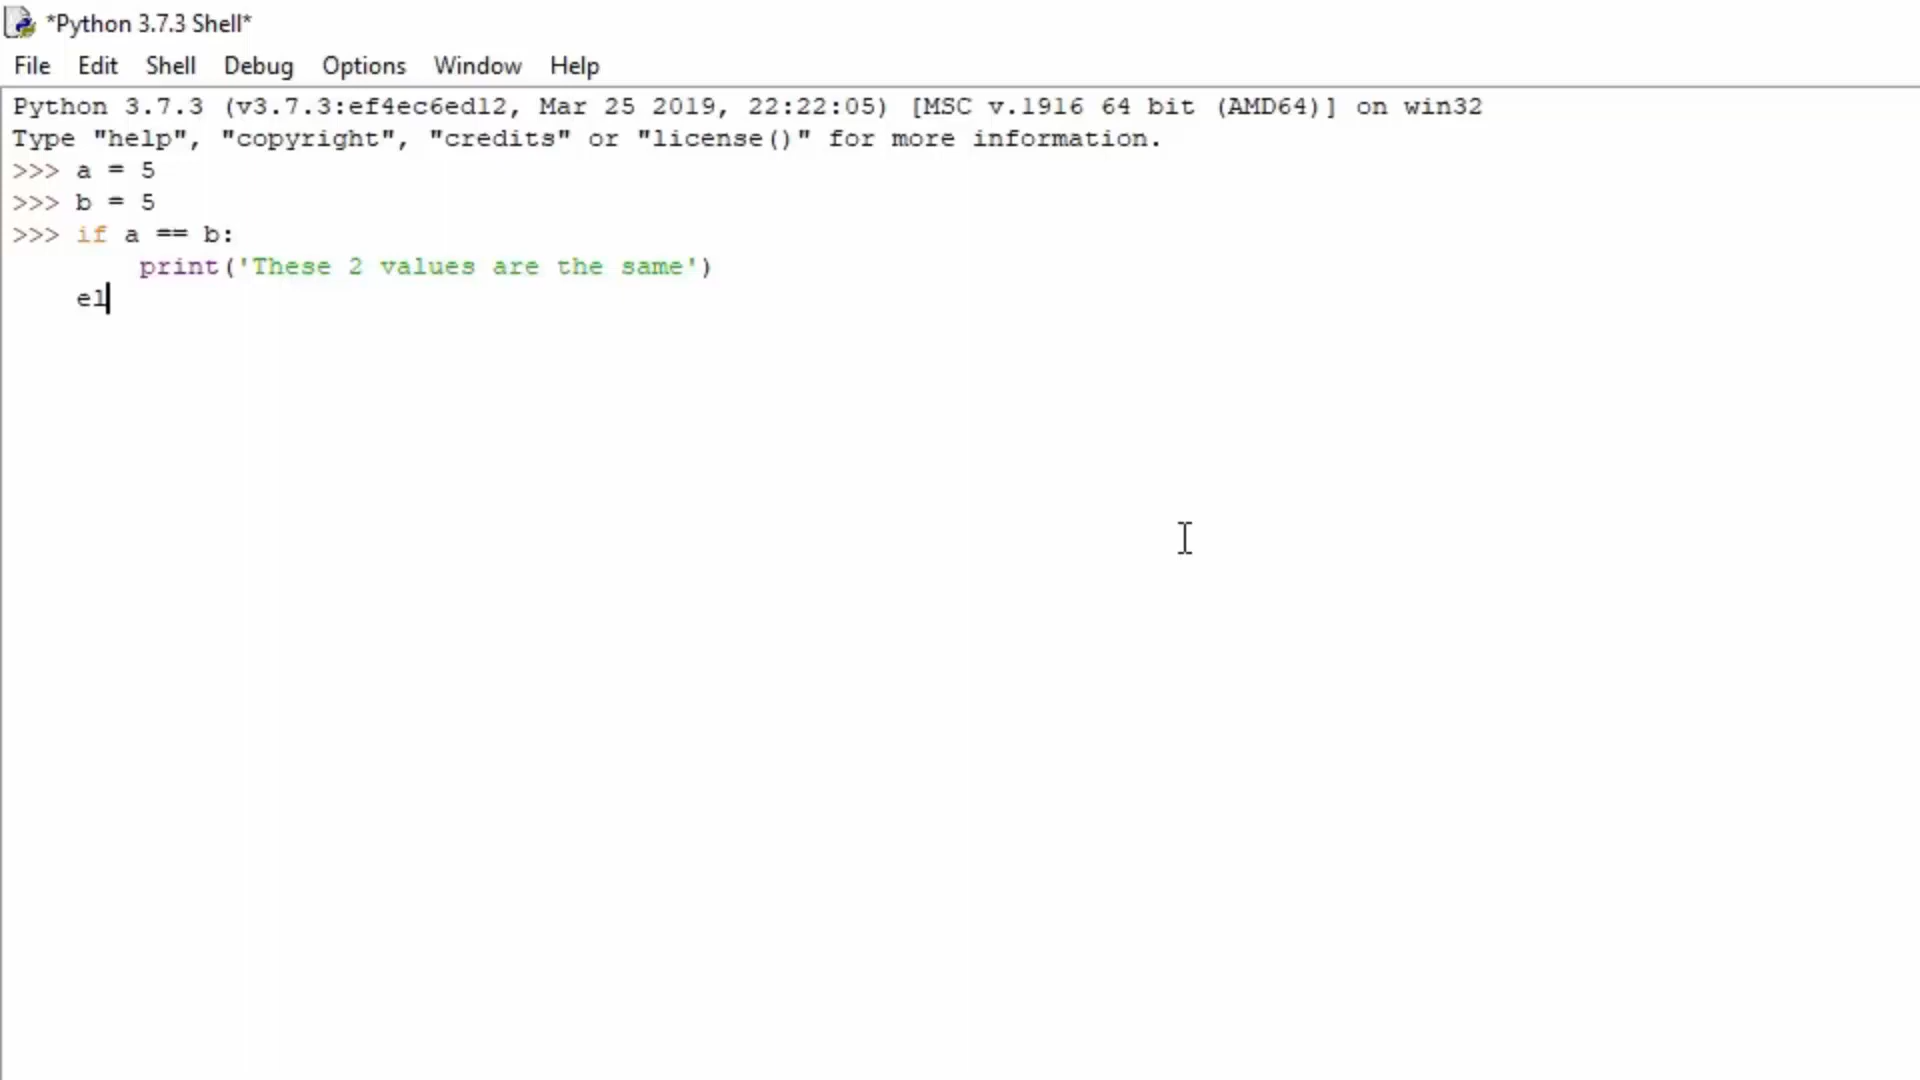 *Python 3.7.3 Shell*
File Edit Shell Debug Options Window Help
Python 3.7.3 (v3.7.3:ef4ec6ed12, Mar 25 2019, 22:22:05) [MSC v.1916 64 bit (AMD64)] on win32
Type "help", "copyright", "credits" or "license()" for more information.
>>> a = 5
>>> b = 5
>>> if a == b:
        print('These 2 values are the same')
    el